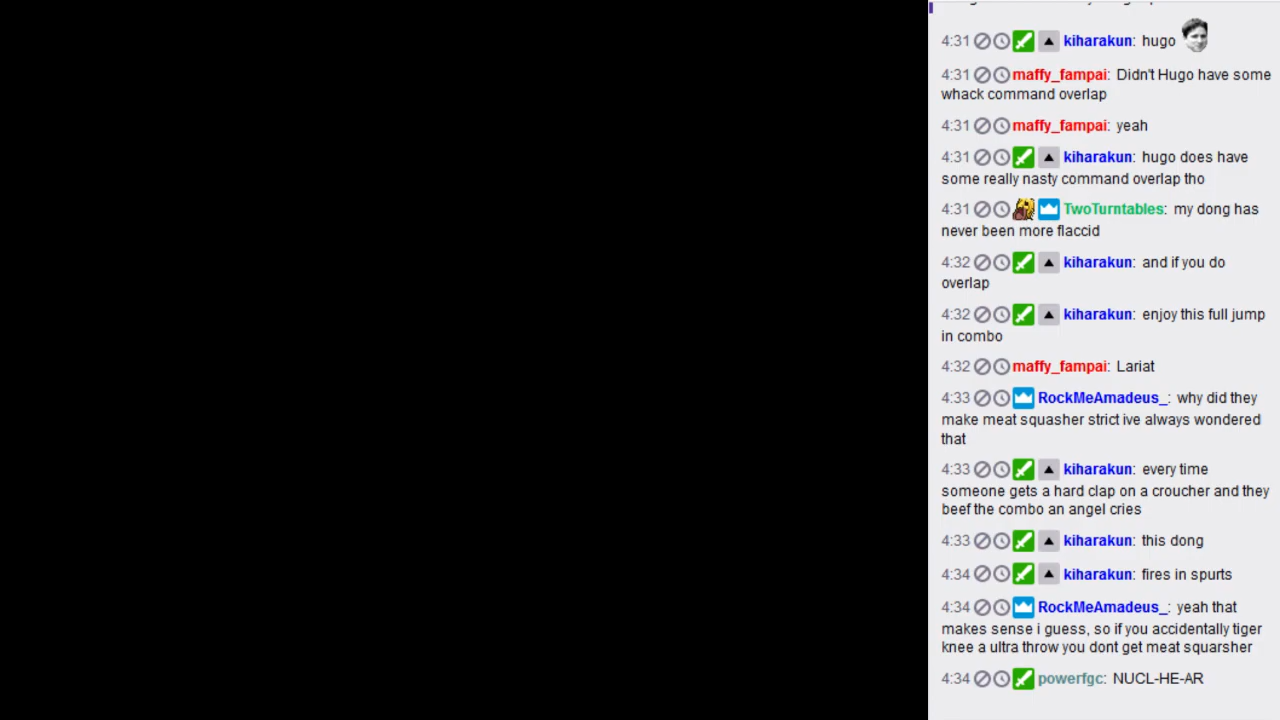 4:31 kiharakun: hugo
4:31 maffy_fampai: Didn't Hugo have some
whack command overlap
4:31 maffy_fampai: yeah
4:31 kiharakun: hugo does have
some really nasty command overlap tho
4:31 TwoTurntables: my dong has
never been more flaccid
4:32 kiharakun: and if you do
overlap
4:32 kiharakun: enjoy this full jump
in combo
4:32 maffy_fampai: Lariat
4:33 RockMeAmadeus_: why did they
make meat squasher strict ive always wondered
that
4:33 kiharakun: every time
someone gets a hard clap on a croucher and they
beef the combo an angel cries
4:33 kiharakun: this dong
4:34 kiharakun: fires in spurts
4:34 RockMeAmadeus_: yeah that
makes sense i guess, so if you accidentally tiger
knee a ultra throw you dont get meat squarsher
4:34 powerfgc: NUCL-HE-AR